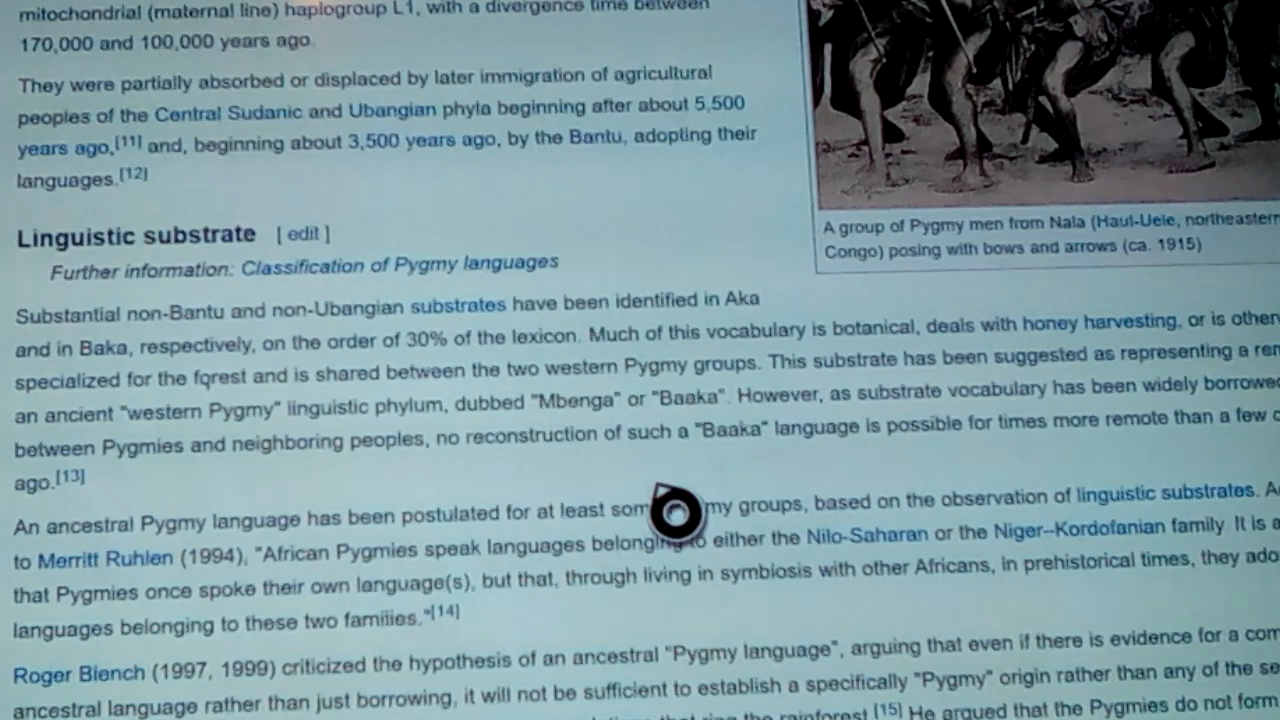 mitochondrial (maternal line) haplogroup L1, with a divergence time between
170,000 and 100,000 years ago.
They were partially absorbed or displaced by later immigration of agricultural
peoples of the Central Sudanic and Ubangian phyla beginning after about 5,500
years ago,[11] and, beginning about 3,500 years ago, by the Bantu, adopting their
languages.[12]
A group of Pygmy men from Nala (Haul-Uele, northeastern
Congo) posing with bows and arrows (ca. 1915)
Linguistic substrate [ edit ]
Further information: Classification of Pygmy languages
Substantial non-Bantu and non-Ubangian substrates have been identified in Aka
and in Baka, respectively, on the order of 30% of the lexicon. Much of this vocabulary is botanical, deals with honey harvesting, or is
specialized for the forest and is shared between the two western Pygmy groups. This substrate has been suggested as representing a
an ancient "western Pygmy" linguistic phylum, dubbed "Mbenga" or "Baaka". However, as substrate vocabulary has been widely borrowed
between Pygmies and neighboring peoples, no reconstruction of such a "Baaka" language is possible for times more remote than a few
ago.[13]
An ancestral Pygmy language has been postulated for at least som my groups, based on the observation of linguistic substrates.
to Merritt Ruhlen (1994), "African Pygmies speak languages belonging to either the Nilo-Saharan or the Niger–Kordofanian family. It is
that Pygmies once spoke their own language(s), but that, through living in symbiosis with other Africans, in prehistorical times, they
languages belonging to these two families."[14]
Roger Blench (1997, 1999) criticized the hypothesis of an ancestral "Pygmy language", arguing that even if there is evidence for a
ancestral language rather than just borrowing, it will not be sufficient to establish a specifically "Pygmy" origin rather than any of the
the rainforest.[15] He argued that the Pygmies do not form